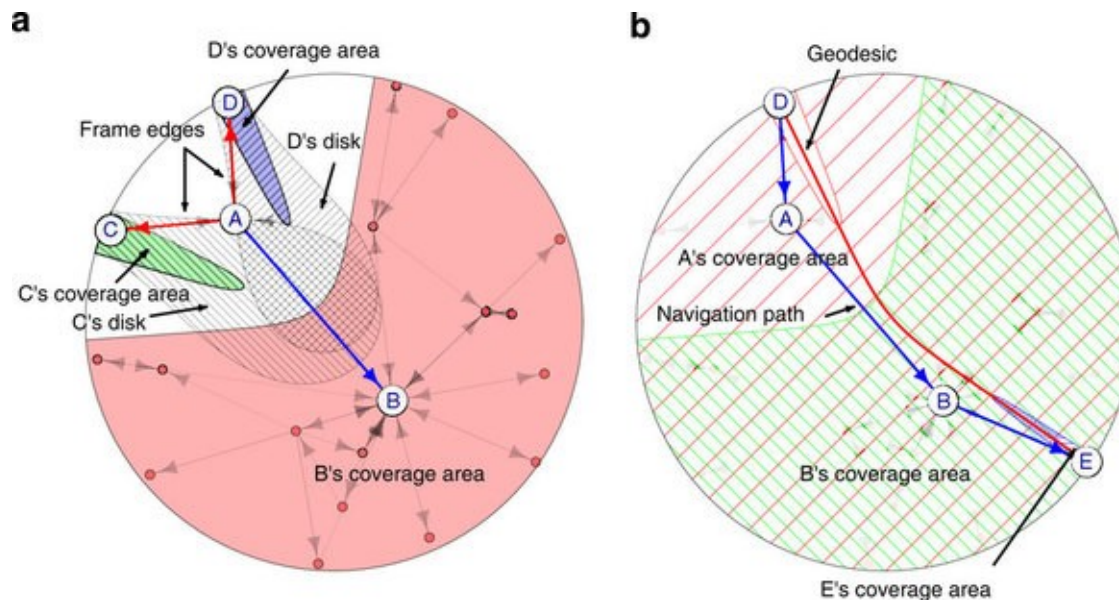 a
D's coverage area
D
Frame edges
D's disk
A
C
C's coverage area
C's disk
B
B's coverage area
b
Geodesic
D
A
A's coverage area
Navigation path
B
B's coverage area
E
E's coverage area